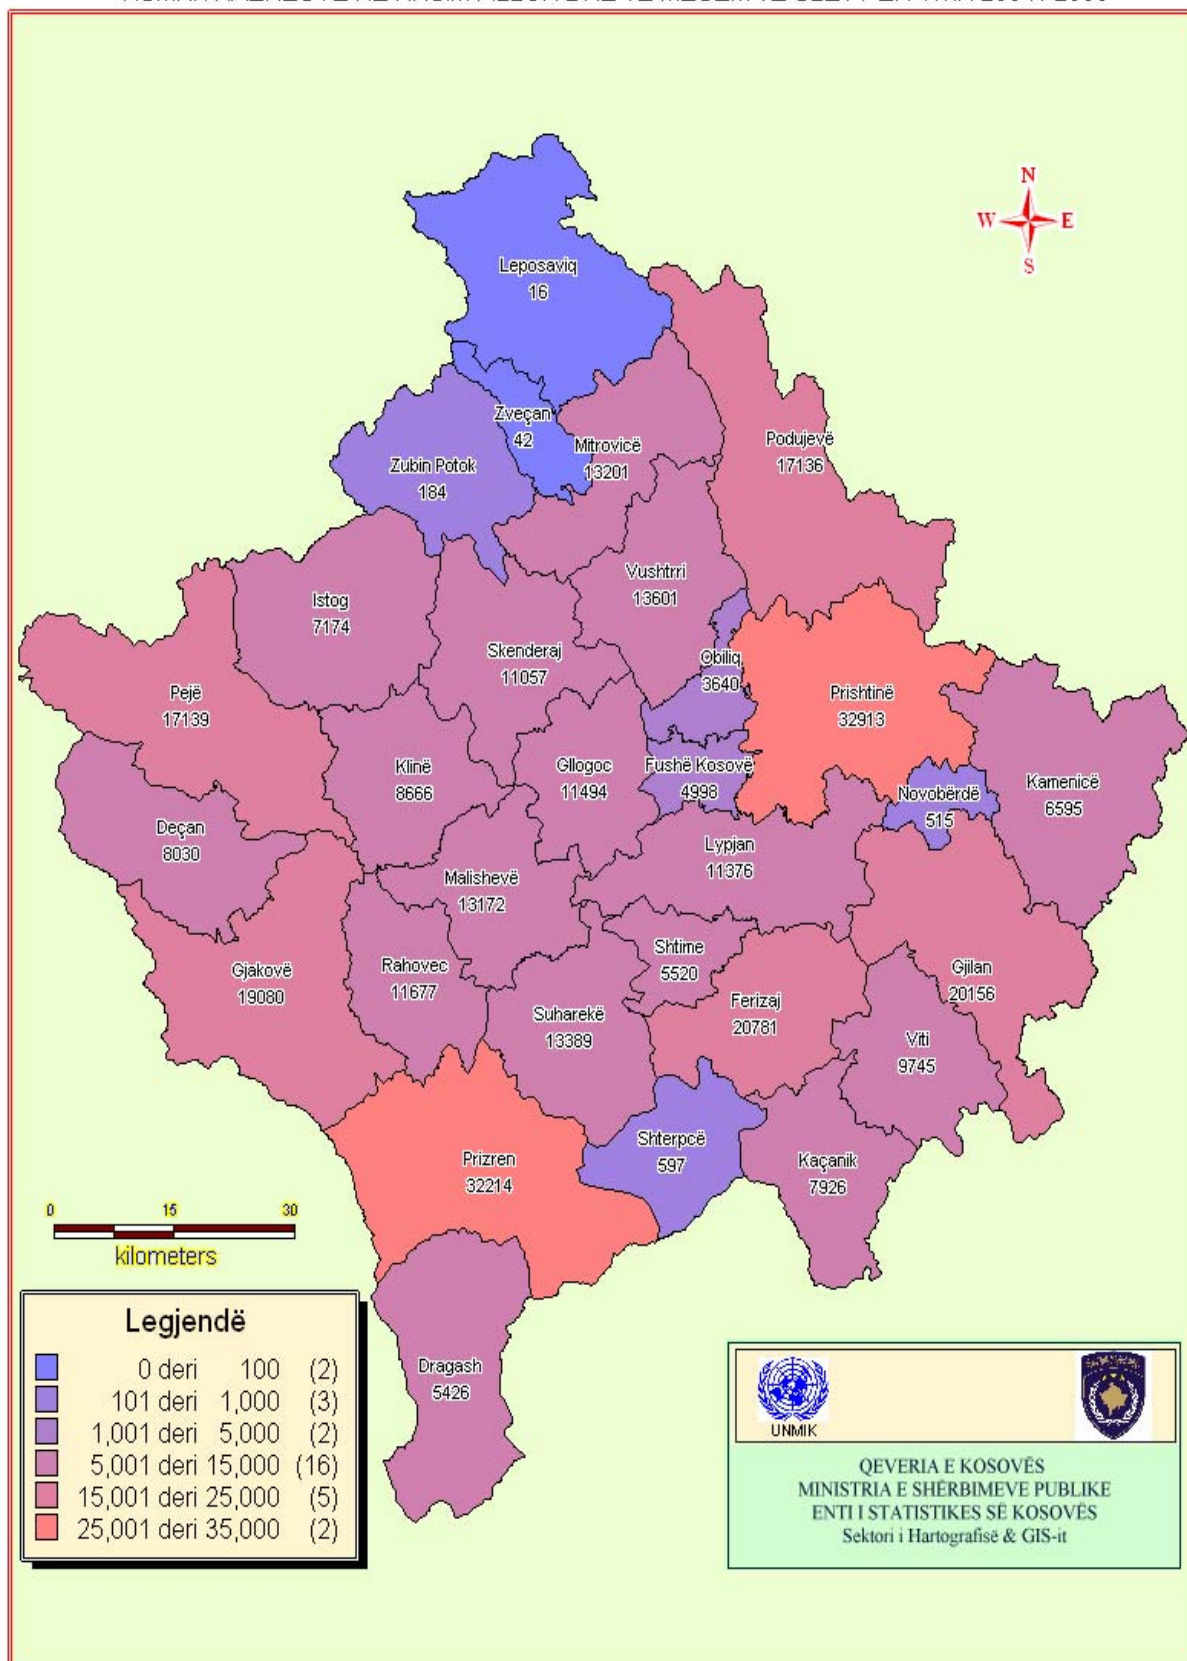 N
W E
S
Leposaviq
16
Zveçan
42
Mitrovicë
13201
Podujevë
17136
Zubin Potok
184
Vushtrri
13601
Istog
7174
Skenderaj
11057
Obiliq
3640
Pejë
17139
Prishtinë
32913
Klinë
8666
Gllogoc
11494
Fushë Kosovë
4998
Novobërdë
515
Kamenicë
6595
Deçan
8030
Lypjan
11376
Malishevë
13172
Gjakovë
19080
Rahovec
11677
Shtime
5520
Gjilan
20156
Ferizaj
20781
Suharekë
13389
Viti
9745
Prizren
32214
Shterpcë
597
Kaçanik
7926
Dragash
5426
0 15 30
kilometers
Legjendë
0 deri 100 (2)
101 deri 1,000 (3)
1,001 deri 5,000 (2)
5,001 deri 15,000 (16)
15,001 deri 25,000 (5)
25,001 deri 35,000 (2)
UNMIK
QEVERIA E KOSOVËS
MINISTRIA E SHËRBIMEVE PUBLIKE
ENTI I STATISTIKES SË KOSOVËS
Sektori i Hartografisë & GIS-it